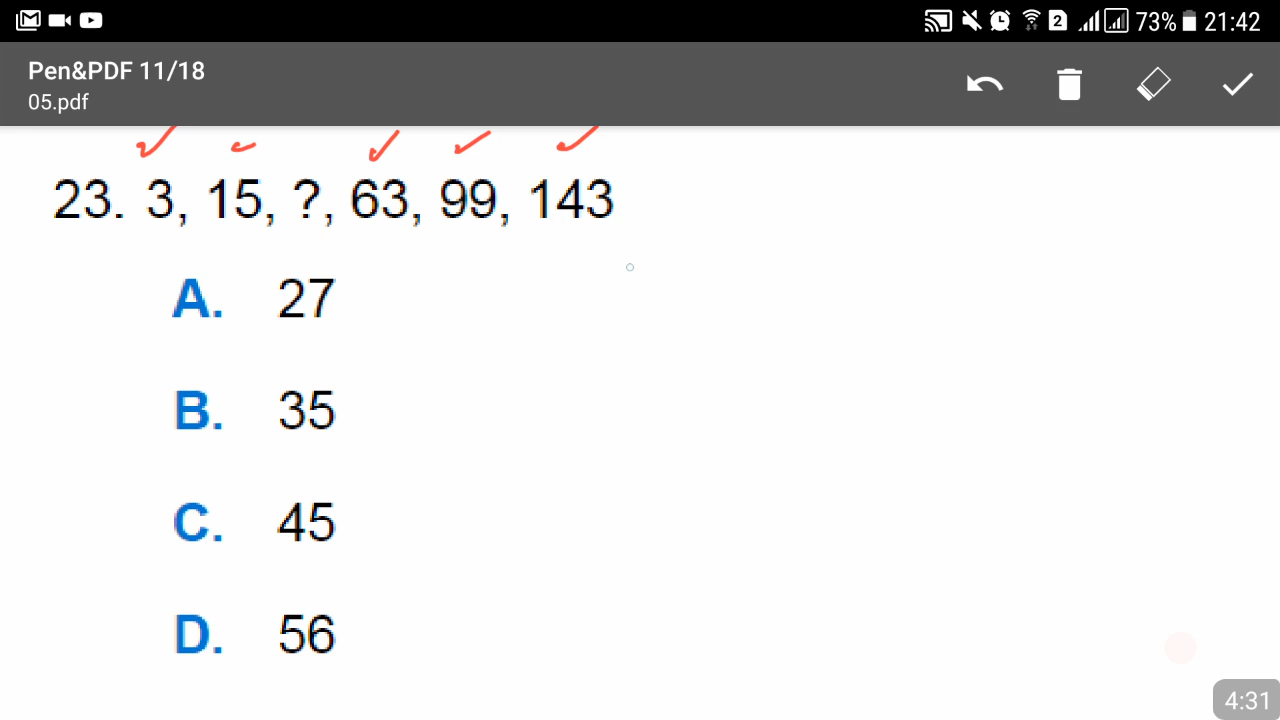 2 73% 21:42
Pen&PDF 11/18
05.pdf
23. 3, 15, ?, 63, 99, 143
A. 27
B. 35
C. 45
D. 56
4:31